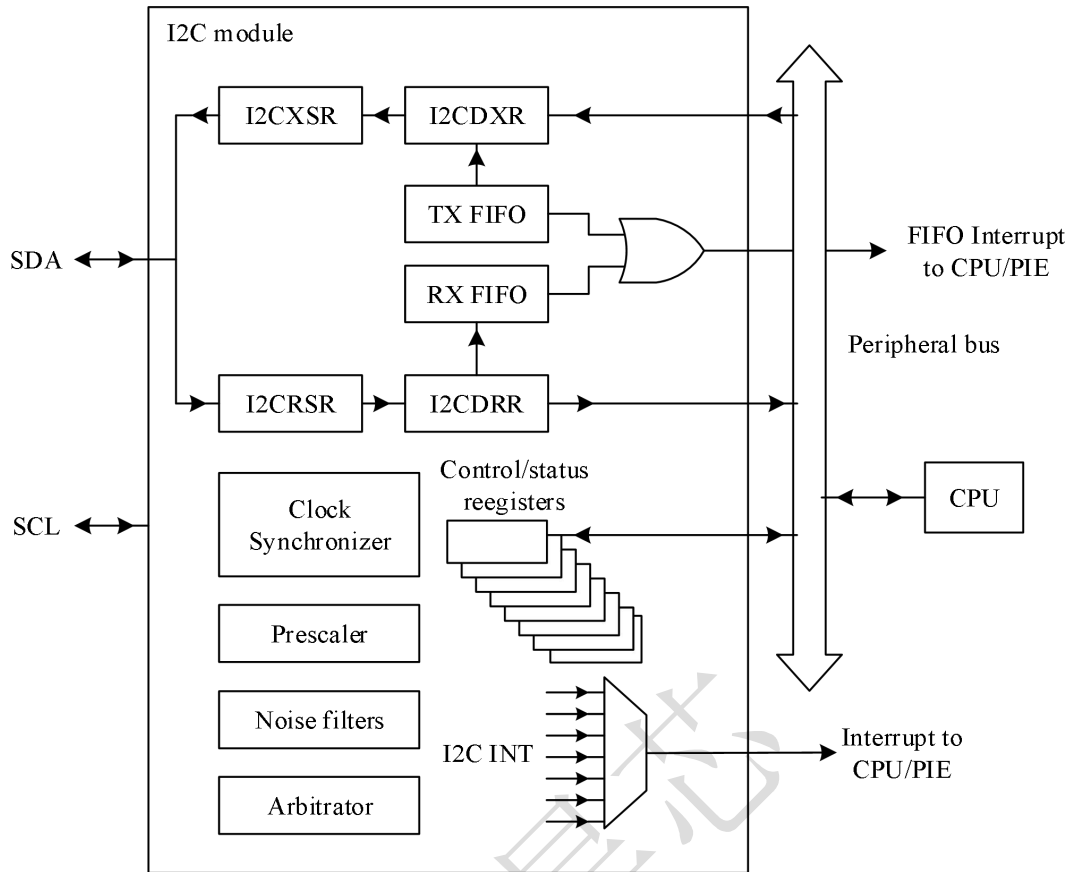 I2C module
I2CXSR
I2CDXR
TX FIFO
SDA
FIFO Interrupt
to CPU/PIE
RX FIFO
Peripheral bus
I2CRSR
I2CDRR
Control/status
reegisters
Clock
Synchronizer
CPU
SCL
Prescaler
Noise filters
I2C INT
Interrupt to
CPU/PIE
Arbitrator
芯